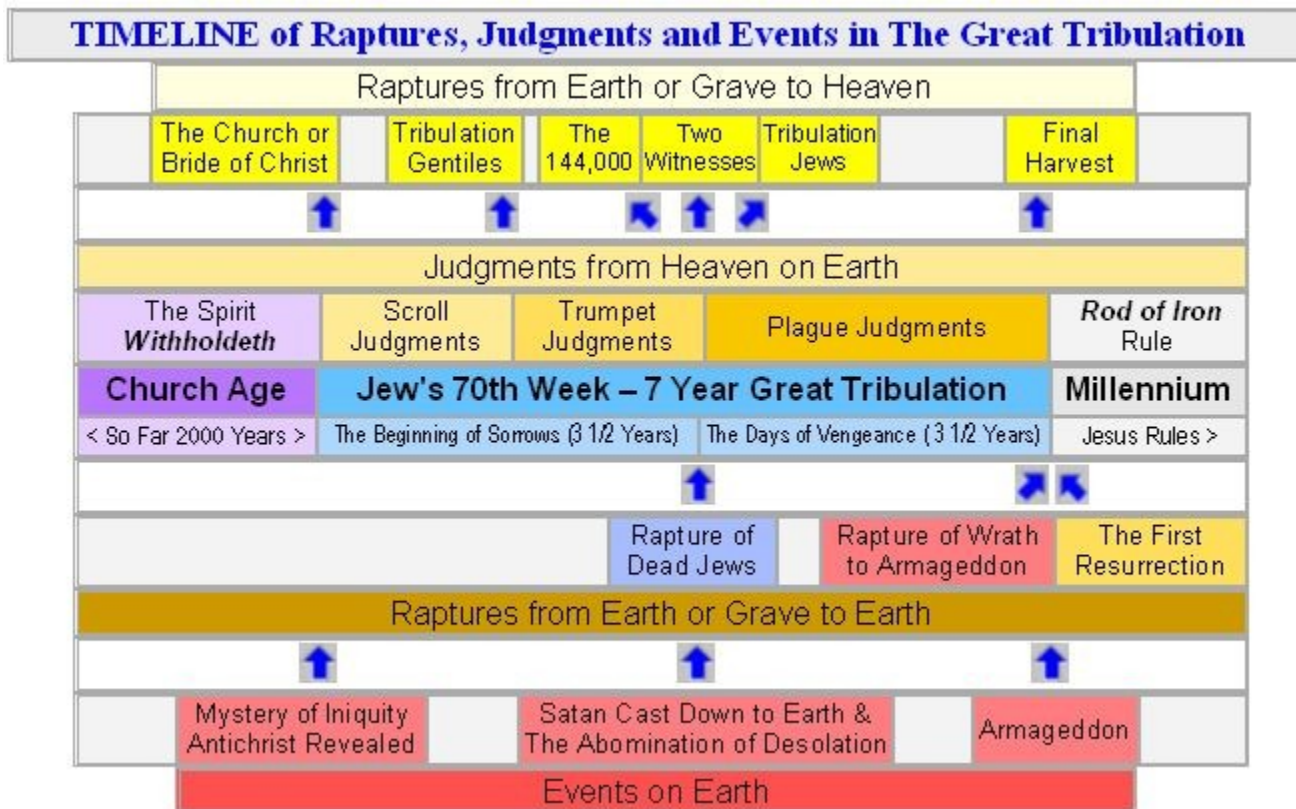 TIMELINE of Raptures, Judgments and Events in The Great Tribulation
Raptures from Earth or Grave to Heaven
The Church or
Bride of Christ
Tribulation
Gentiles
The
144,000
Two
Witnesses
Tribulation
Jews
Final
Harvest
Judgments from Heaven on Earth
The Spirit
Withholdeth
Scroll
Judgments
Trumpet
Judgments
Plague Judgments
Rod of Iron
Rule
Church Age
Jew's 70th Week – 7 Year Great Tribulation
Millennium
< So Far 2000 Years >
The Beginning of Sorrows (3 1/2 Years)
The Days of Vengeance ( 3 1/2 Years)
Jesus Rules >
Rapture of
Dead Jews
Rapture of Wrath
to Armageddon
The First
Resurrection
Raptures from Earth or Grave to Earth
Mystery of Iniquity
Antichrist Revealed
Satan Cast Down to Earth &
The Abomination of Desolation
Armageddon
Events on Earth